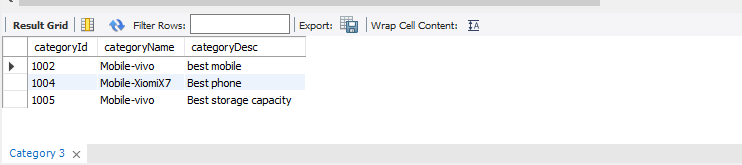 Result Grid Filter Rows: Export: Wrap Cell Content:
categoryId categoryName categoryDesc
1002 Mobile-vivo best mobile
1004 Mobile-XiomiX7 Best phone
1005 Mobile-vivo Best storage capacity
Category 3